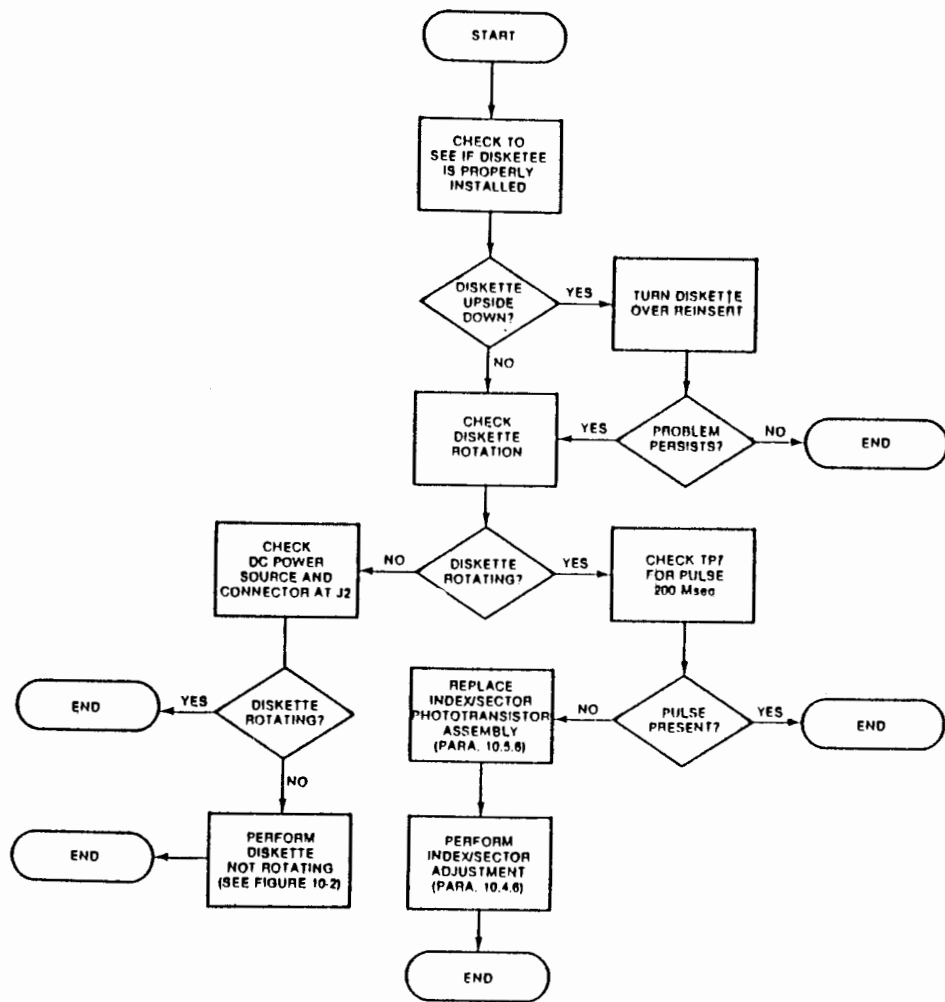 START
CHECK TO
SEE IF DISKETEE
IS PROPERLY
INSTALLED
DISKETTE
UPSIDE
DOWN?
YES
TURN DISKETTE
OVER REINSERT
NO
CHECK
DISKETTE
ROTATION
YES
PROBLEM
PERSISTS?
NO
END
CHECK
DC POWER
SOURCE AND
CONNECTOR AT J2
NO
DISKETTE
ROTATING?
YES
CHECK TP7
FOR PULSE
200 Msec
END
YES
DISKETTE
ROTATING?
REPLACE
INDEX/SECTOR
PHOTOTRANSISTOR
ASSEMBLY
(PARA. 10.5.6)
NO
PULSE
PRESENT?
YES
END
NO
END
PERFORM
DISKETTE
NOT ROTATING
(SEE FIGURE 10-2)
PERFORM
INDEX/SECTOR
ADJUSTMENT
(PARA. 10.4.6)
END